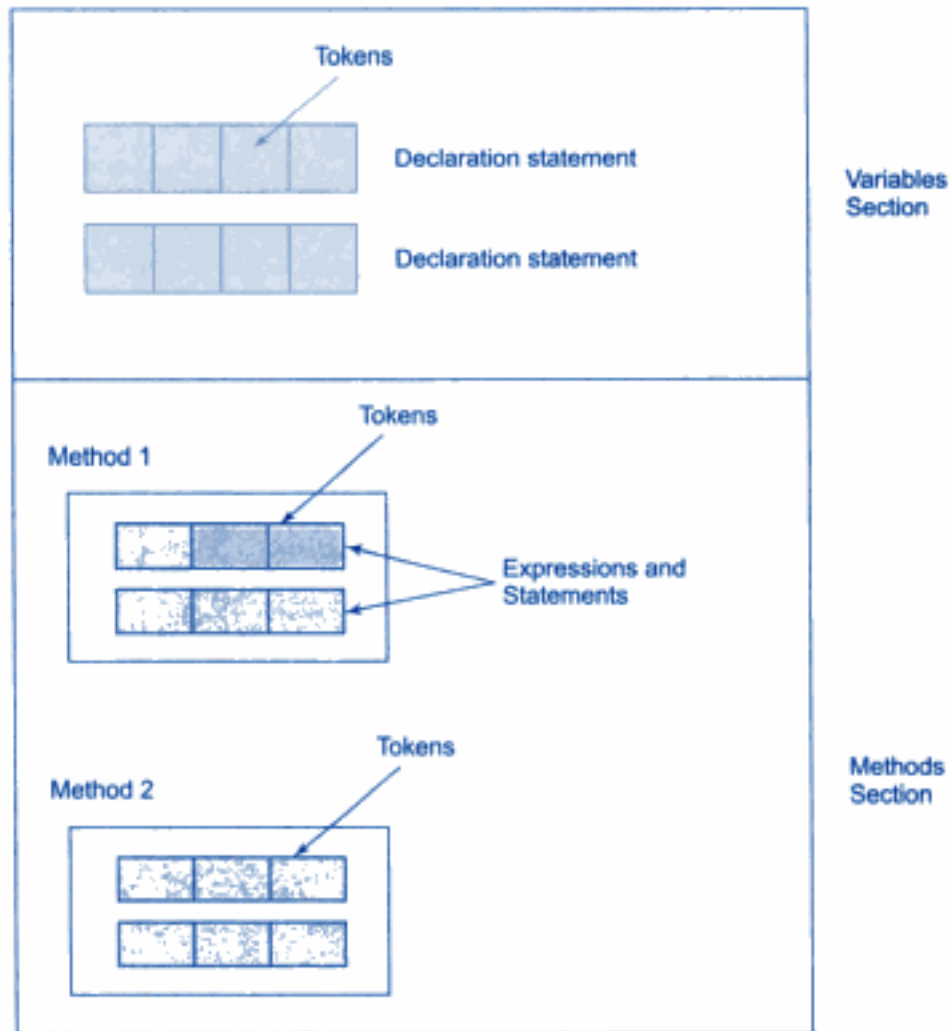 Tokens
Declaration statement
Variables
Section
Declaration statement
Tokens
Method 1
Expressions and
Statements
Tokens
Method 2
Methods
Section